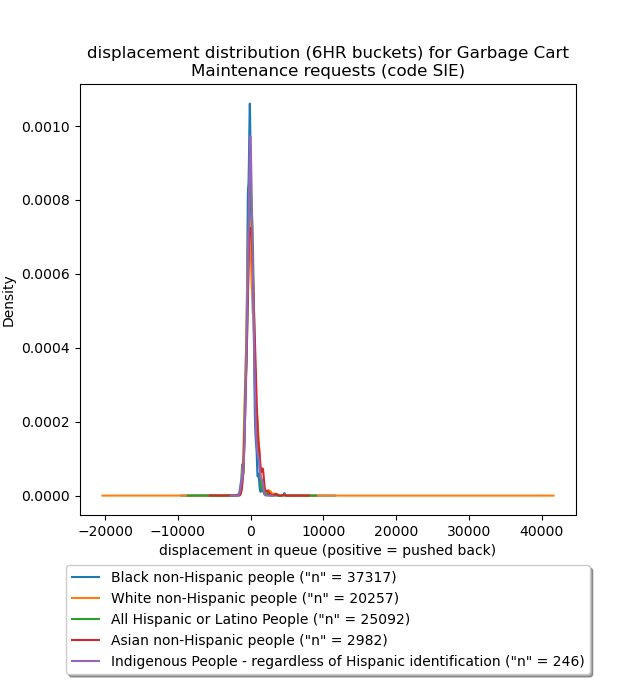 displacement distribution (6HR buckets) for Garbage Cart
Maintenance requests (code SIE)
Density
0.0010
0.0008
0.0006
0.0004
0.0002
0.0000
−20000 −10000 0 10000 20000 30000 40000
displacement in queue (positive = pushed back)
Black non-Hispanic people ("n" = 37317)
White non-Hispanic people ("n" = 20257)
All Hispanic or Latino People ("n" = 25092)
Asian non-Hispanic people ("n" = 2982)
Indigenous People - regardless of Hispanic identification ("n" = 246)